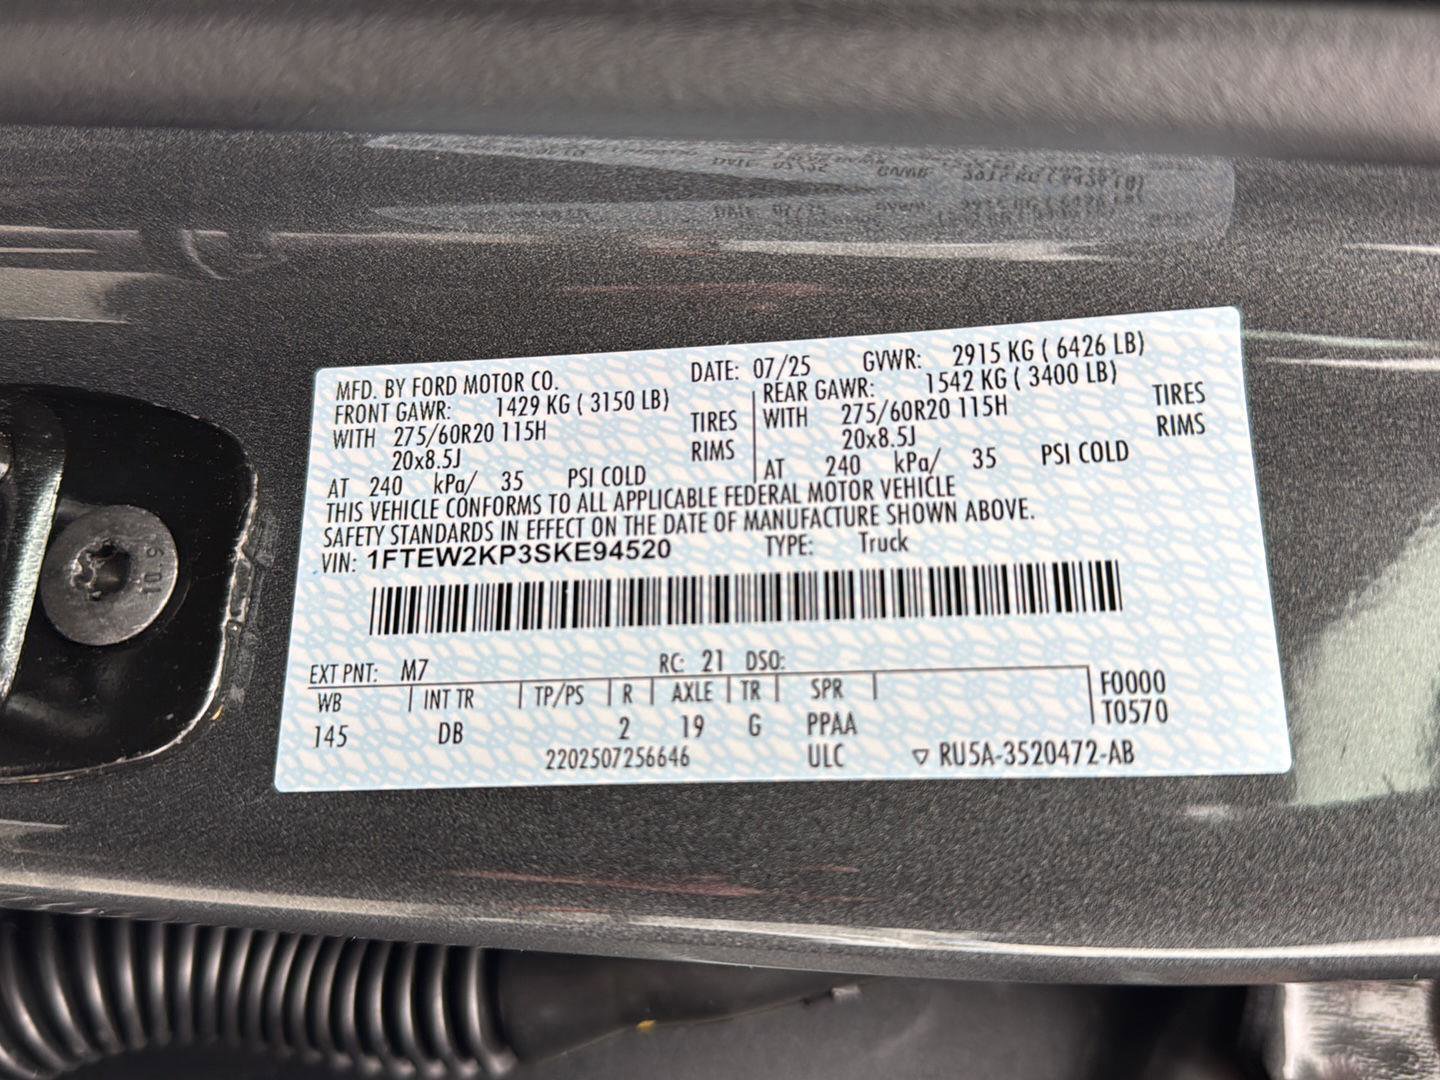 MFD. BY FORD MOTOR CO. DATE: 07/25 GVWR: 2915 KG ( 6426 LB)
FRONT GAWR: 1429 KG ( 3150 LB) REAR GAWR: 1542 KG ( 3400 LB)
WITH 275/60R20 115H TIRES WITH 275/60R20 115H TIRES
20x8.5J RIMS 20x8.5J RIMS
AT 240 kPa/ 35 PSI COLD AT 240 kPa/ 35 PSI COLD
THIS VEHICLE CONFORMS TO ALL APPLICABLE FEDERAL MOTOR VEHICLE
SAFETY STANDARDS IN EFFECT ON THE DATE OF MANUFACTURE SHOWN ABOVE.
VIN: 1FTEW2KP3SKE94520 TYPE: Truck
EXT PNT: M7 RC: 21 DSO:
WB | INT TR | TP/PS | R | AXLE | TR | SPR | F0000
145 DB 2 19 G PPAA T0570
2202507256646 ULC ▽ RU5A-3520472-AB
10.9